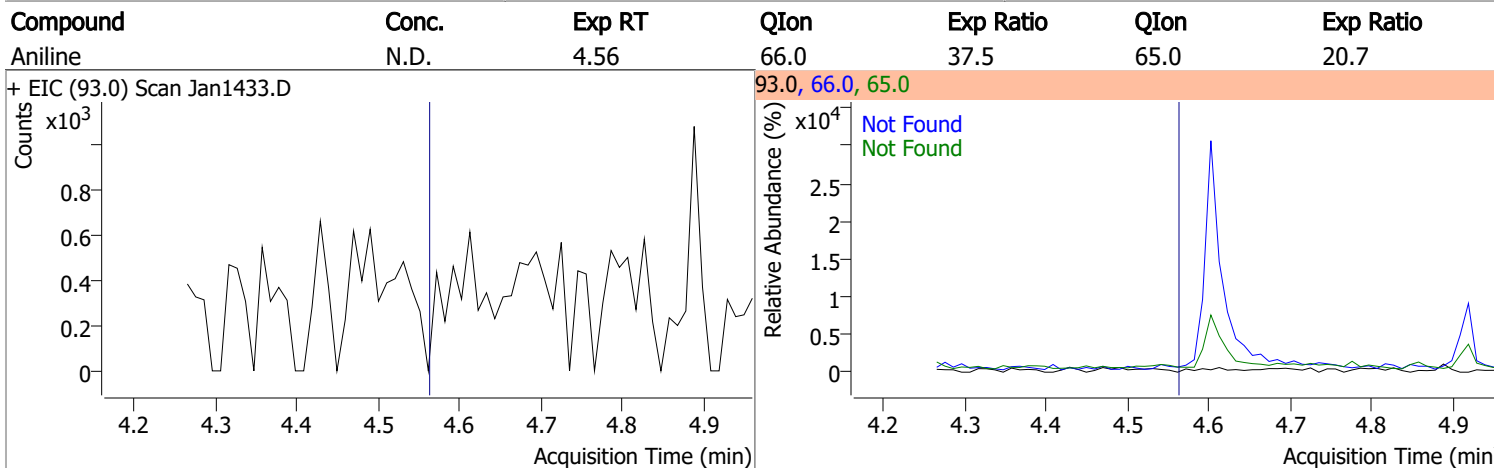 Compound Conc. Exp RT QIon Exp Ratio QIon Exp Ratio
Aniline N.D. 4.56 66.0 37.5 65.0 20.7
+ EIC (93.0) Scan Jan1433.D
Counts
x10³
0.8
0.6
0.4
0.2
0
4.2 4.3 4.4 4.5 4.6 4.7 4.8 4.9
Acquisition Time (min)
93.0, 66.0, 65.0
Relative Abundance (%)
x10⁴
Not Found
Not Found
2.5
2
1.5
1
0.5
0
4.2 4.3 4.4 4.5 4.6 4.7 4.8 4.9
Acquisition Time (min